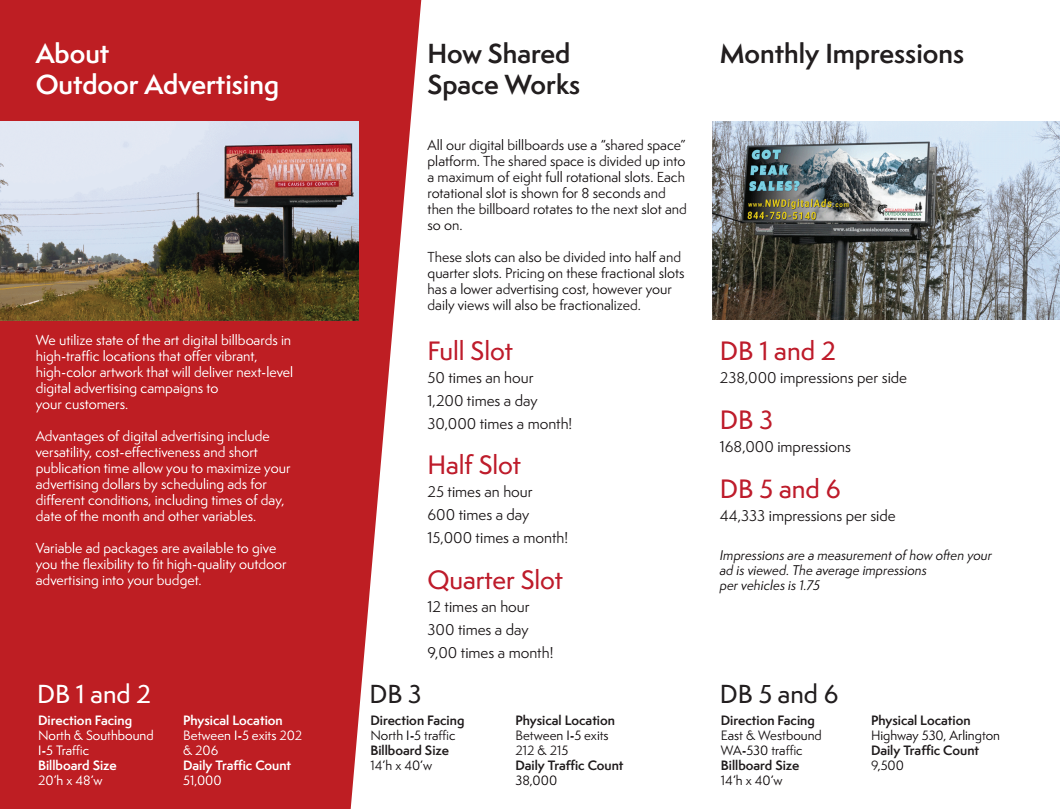 About
Outdoor Advertising
WHY WAR
THE CAUSES OF CONFLICT
We utilize state of the art digital billboards in
high-traffic locations that offer vibrant,
high-color artwork that will deliver next-level
digital advertising campaigns to
your customers.
Advantages of digital advertising include
versatility, cost-effectiveness and short
publication time allow you to maximize your
advertising dollars by scheduling ads for
different conditions, including times of day,
date of the month and other variables.
Variable ad packages are available to give
you the flexibility to fit high-quality outdoor
advertising into your budget.
How Shared
Space Works
All our digital billboards use a "shared space"
platform. The shared space is divided up into
a maximum of eight full rotational slots. Each
rotational slot is shown for 8 seconds and
then the billboard rotates to the next slot and
so on.
These slots can also be divided into half and
quarter slots. Pricing on these fractional slots
has a lower advertising cost, however your
daily views will also be fractionalized.
Full Slot
50 times an hour
1,200 times a day
30,000 times a month!
Half Slot
25 times an hour
600 times a day
15,000 times a month!
Quarter Slot
12 times an hour
300 times a day
9,00 times a month!
Monthly Impressions
GOT
PEAK
SALES?
www.NWDigitalAds.com
844-750-5140
OUTDOOR MEDIA
www.stillaguamishoutdoors.com
DB 1 and 2
238,000 impressions per side
DB 3
168,000 impressions
DB 5 and 6
44,333 impressions per side
Impressions are a measurement of how often your
ad is viewed. The average impressions
per vehicles is 1.75
DB 1 and 2
Direction Facing
North & Southbound
I-5 Traffic
Billboard Size
20'h x 48'w
Physical Location
Between I-5 exits 202
& 206
Daily Traffic Count
51,000
DB 3
Direction Facing
North I-5 traffic
Billboard Size
14'h x 40'w
Physical Location
Between I-5 exits
212 & 215
Daily Traffic Count
38,000
DB 5 and 6
Direction Facing
East & Westbound
WA-530 traffic
Billboard Size
14'h x 40'w
Physical Location
Highway 530, Arlington
Daily Traffic Count
9,500